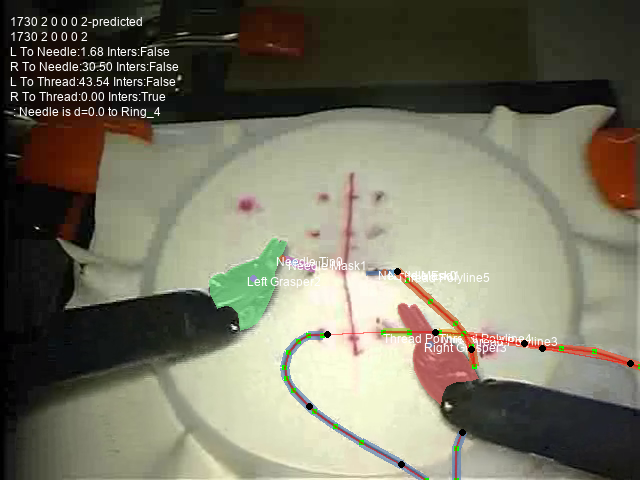 1730 2 0 0 0 2-predicted
1730 2 0 0 0 2
L To Needle:1.68 Inters:False
R To Needle:30.50 Inters:False
L To Thread:43.54 Inters:False
R To Thread:0.00 Inters:True
: Needle is d=0.0 to Ring_4
Needle Tip0
Needle Mask1
Thread Polyline5
Left Grasper
Right Grasper3